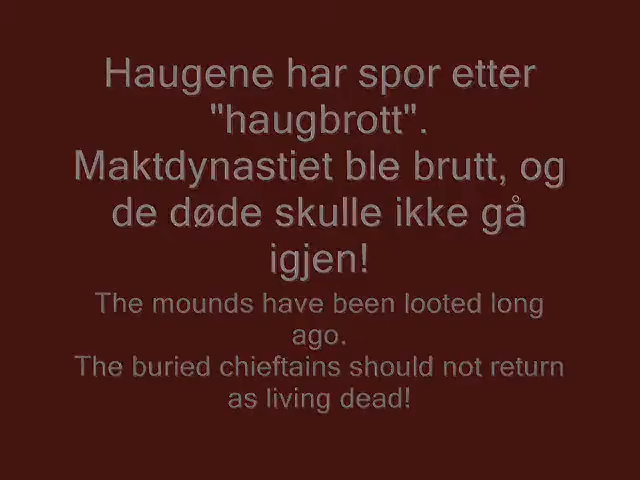 Haugene har spor etter
"haugbrott".
Maktdynastiet ble brutt, og
de døde skulle ikke gå
igjen!
The mounds have been looted long
ago.
The buried chieftains should not return
as living dead!